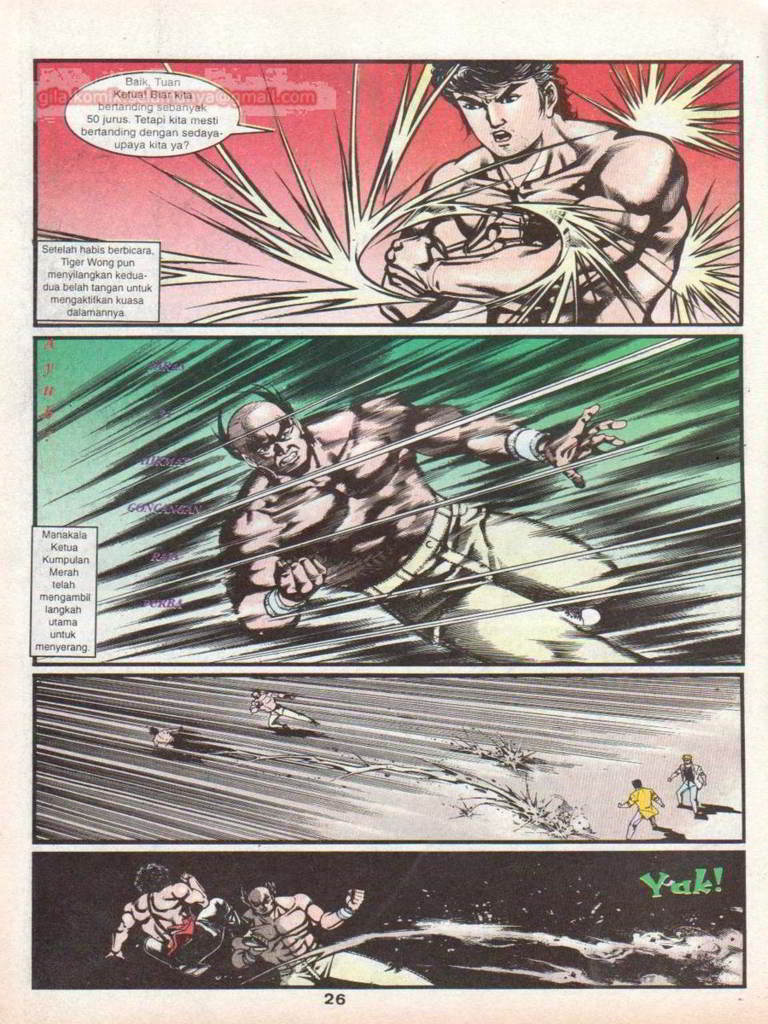 Baik, Tuan
Ketua! Biar kita
bertanding sebanyak
50 jurus. Tetapi kita mesti
bertanding dengan sedaya-
upaya kita ya?
Setelah habis berbicara,
Tiger Wong pun
menyilangkan kedua-
dua belah tangan untuk
mengaktifkan kuasa
dalamannya.
Manakala
Ketua
Kumpulan
Merah
telah
mengambil
langkah
utama
untuk
menyerang.
GONCANGAN
Yak!
26